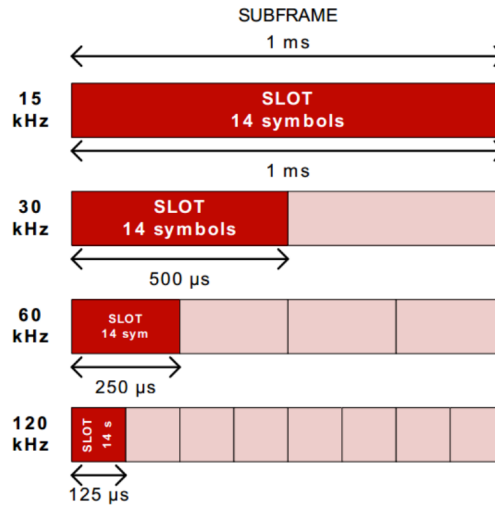 SUBFRAME
1 ms
15
kHz
SLOT
14 symbols
1 ms
30
kHz
SLOT
14 symbols
500 µs
60
kHz
SLOT
14 sym
250 µs
120
kHz
SLOT
14 s
125 µs